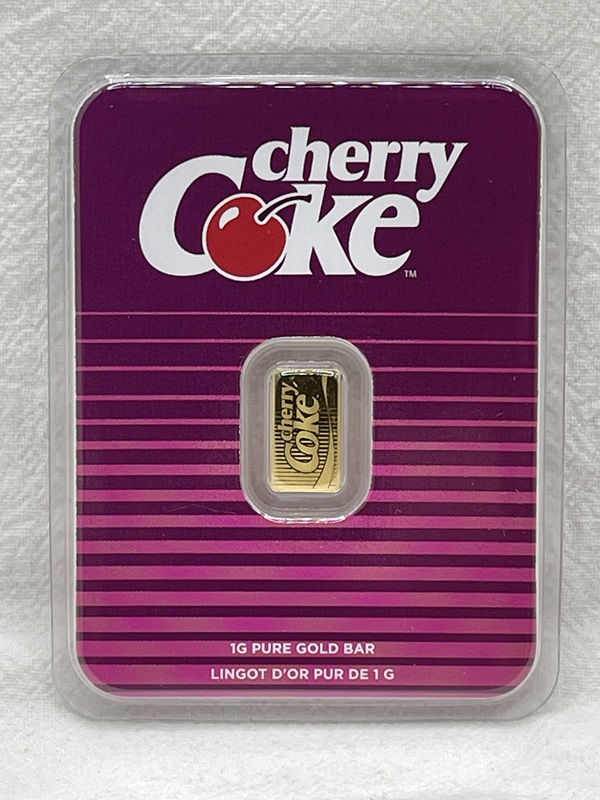 cherry
Coke
™
cherry
Coke
1G PURE GOLD BAR
LINGOT D'OR PUR DE 1 G